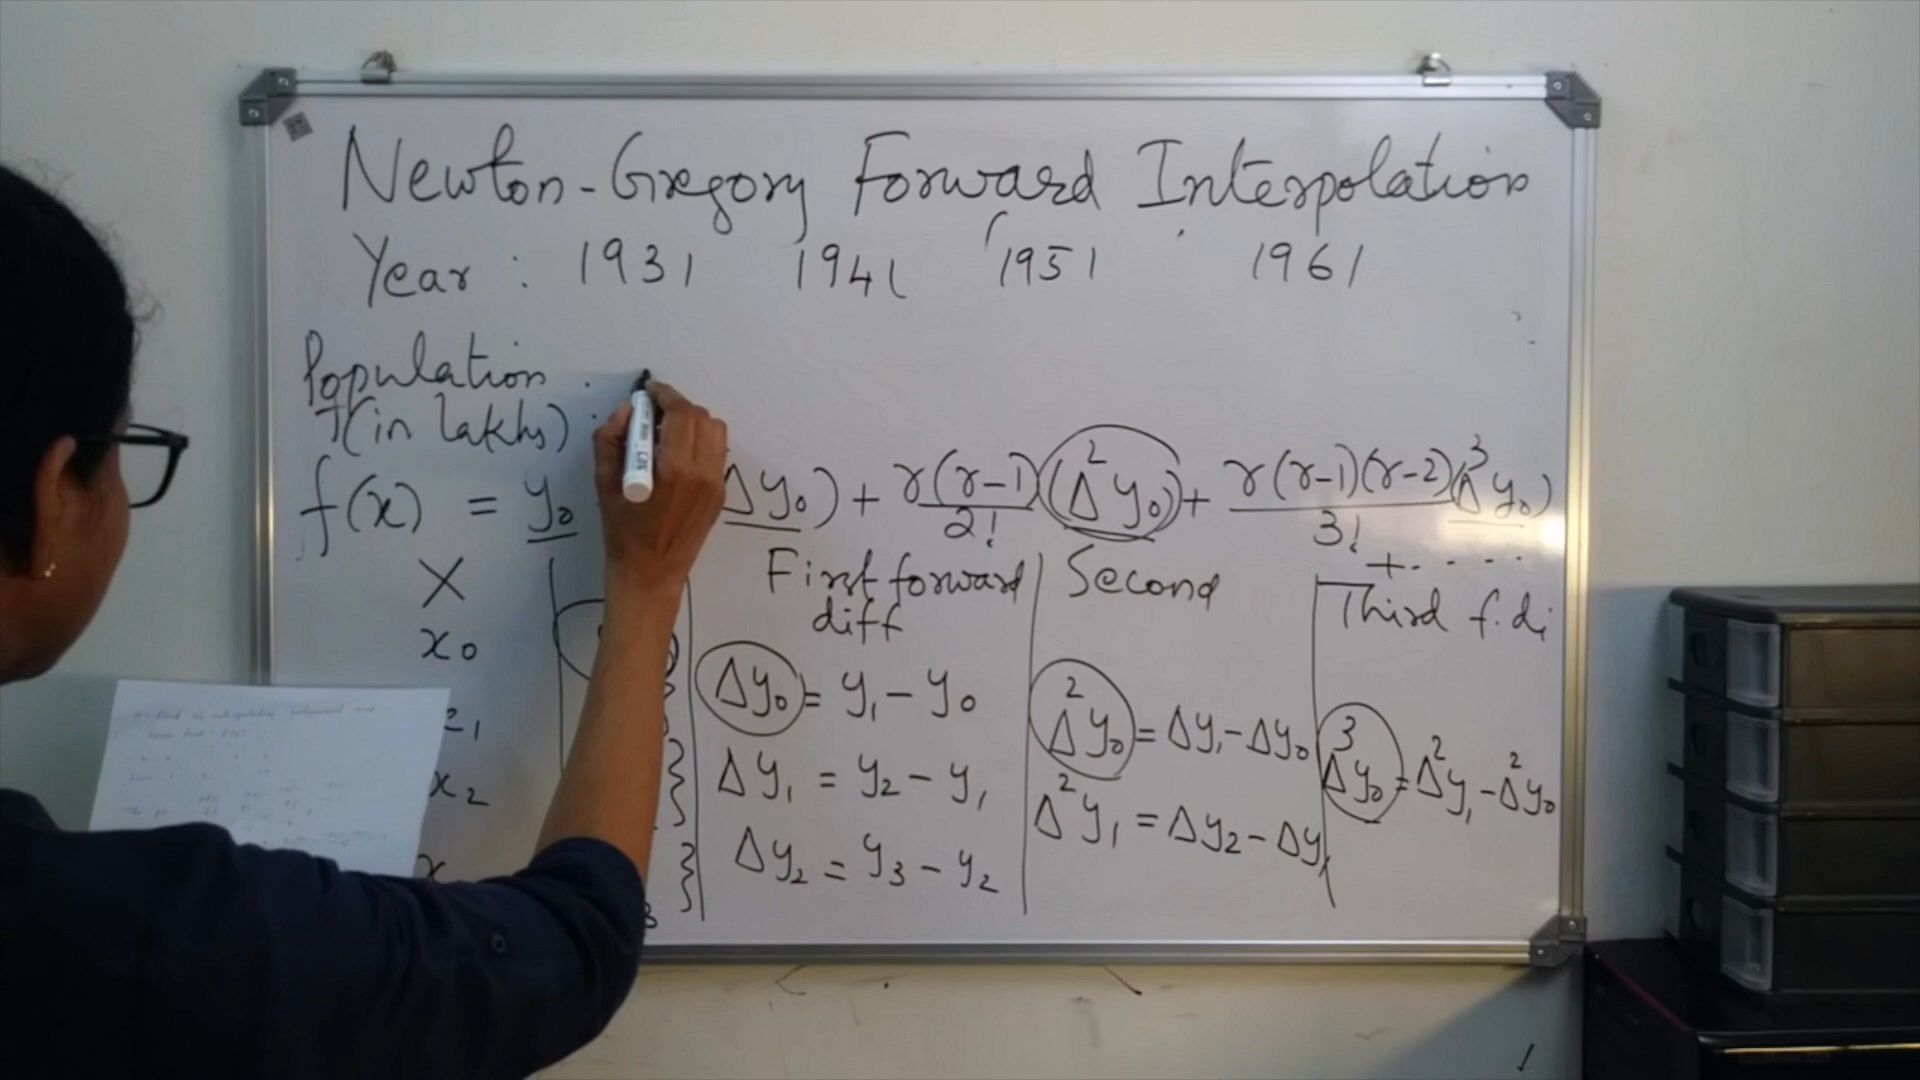 Newton-Gregory Forward Interpolation
Year : 1931 1941 1951 1961
Population :
(in lakhs) :
f(x) = y₀ Δy₀) + r(r-1)/2! (Δ²y₀) + r(r-1)(r-2)/3! (Δ³y₀)
+ . . . .
X First forward diff Second Third f. di
x₀
Δy₀ = y₁ - y₀ Δ²y₀ = Δy₁ - Δy₀ Δ³y₀ = Δ²y₁ - Δ²y₀
x₂ Δy₁ = y₂ - y₁ Δ²y₁ = Δy₂ - Δy₁
Δy₂ = y₃ - y₂